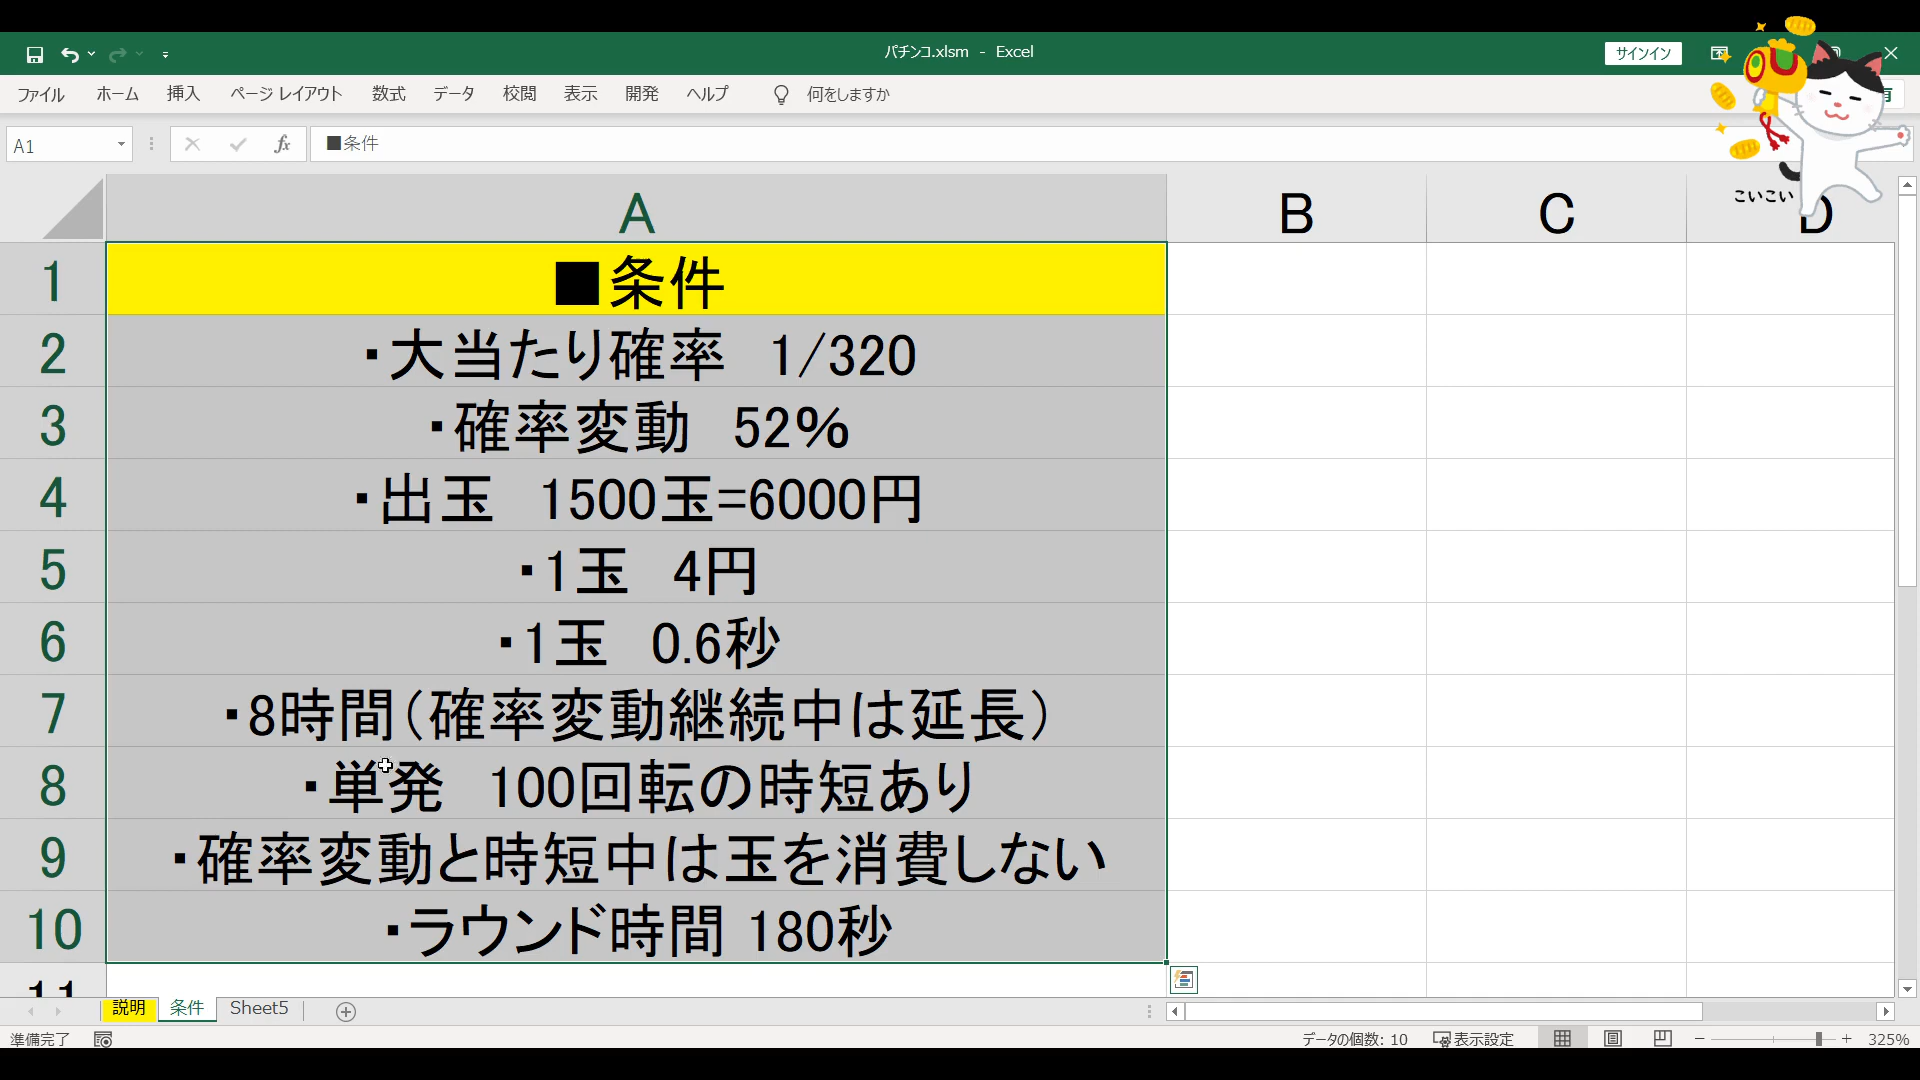 パチンコ.xlsm - Excel
サインイン
ファイル ホーム 挿入 ページ レイアウト 数式 データ 校閲 表示 開発 ヘルプ 何をしますか
A1 fx ■条件
こいこい
A B C D
1 ■条件
2 ・大当たり確率　1/320
3 ・確率変動　52％
4 ・出玉　1500玉=6000円
5 ・1玉　4円
6 ・1玉　0.6秒
7 ・8時間（確率変動継続中は延長）
8 ・単発　100回転の時短あり
9 ・確率変動と時短中は玉を消費しない
10 ・ラウンド時間 180秒
11
説明 条件 Sheet5
準備完了 データの個数: 10 表示設定 325%